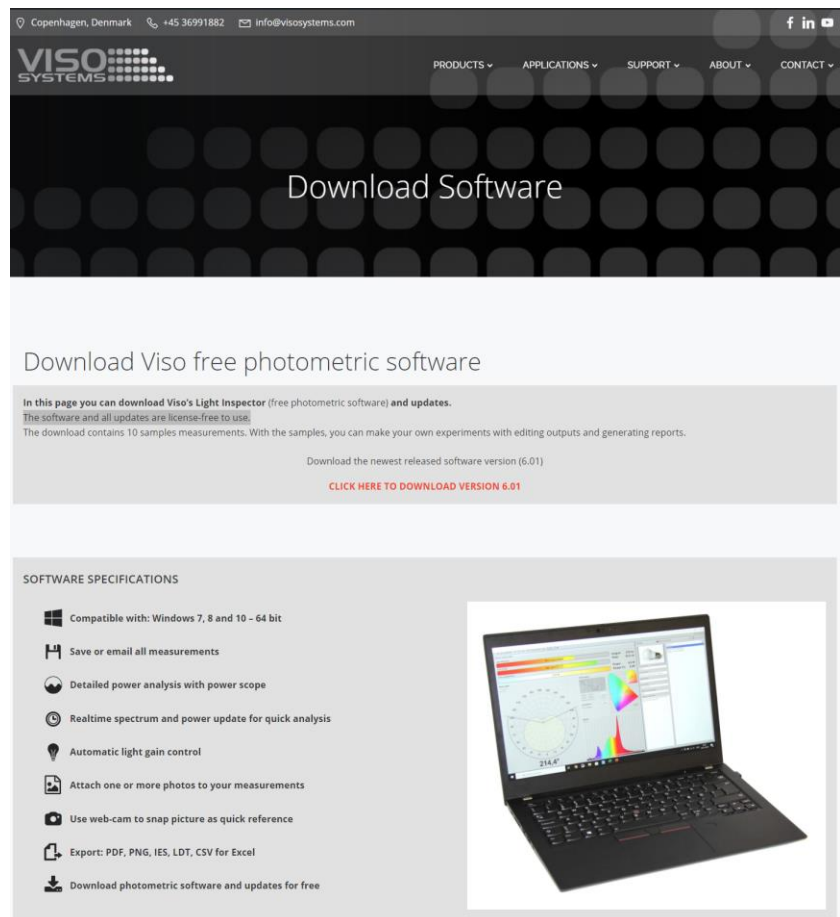 Copenhagen, Denmark +45 36991882 info@visosystems.com
VISO
SYSTEMS
PRODUCTS APPLICATIONS SUPPORT ABOUT CONTACT
Download Software
Download Viso free photometric software
In this page you can download Viso's Light Inspector (free photometric software) and updates.
The software and all updates are license-free to use.
The download contains 10 samples measurements. With the samples, you can make your own experiments with editing outputs and generating reports.
Download the newest released software version (6.01)
CLICK HERE TO DOWNLOAD VERSION 6.01
SOFTWARE SPECIFICATIONS
Compatible with: Windows 7, 8 and 10 – 64 bit
Save or email all measurements
Detailed power analysis with power scope
Realtime spectrum and power update for quick analysis
Automatic light gain control
Attach one or more photos to your measurements
Use web-cam to snap picture as quick reference
Export: PDF, PNG, IES, LDT, CSV for Excel
Download photometric software and updates for free
214,4°